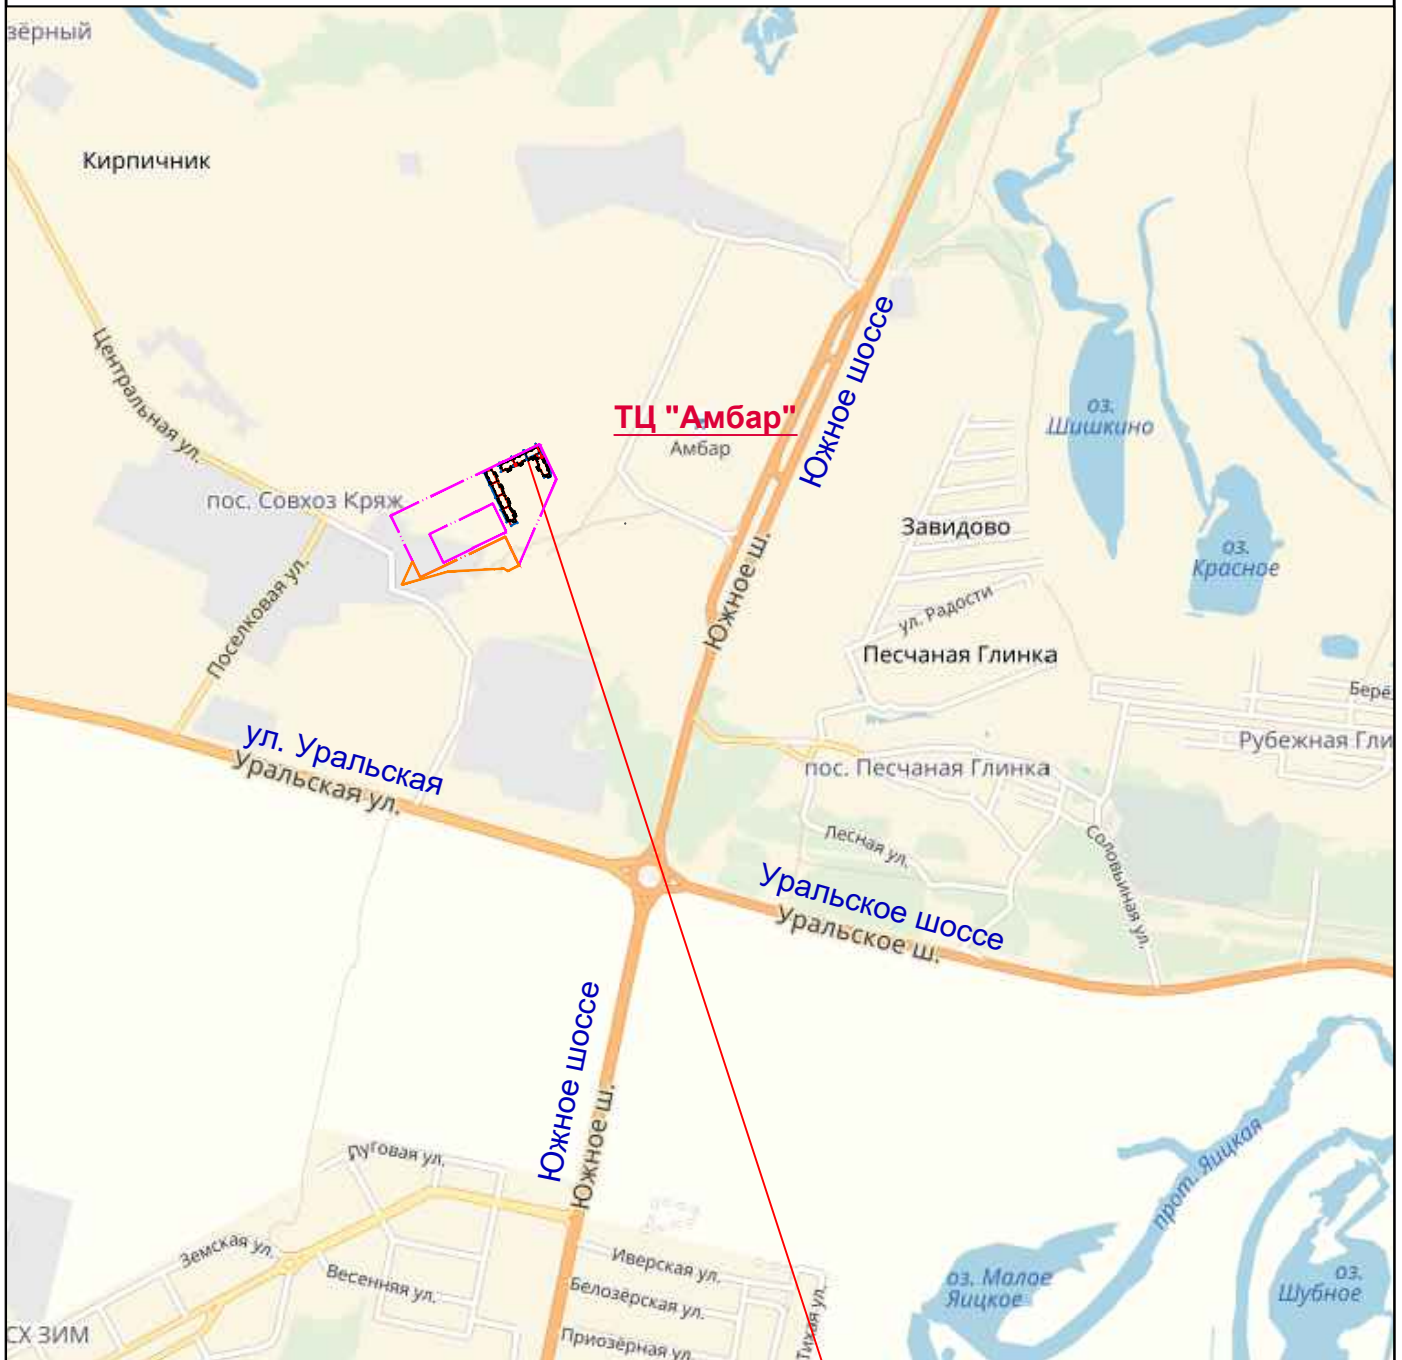 зёрный
Кирпичник
Центральная ул.
Южное шоссе
ТЦ "Амбар"
Амбар
оз.
Шишкино
пос. Совхоз Кряж
Завидово
оз.
Красное
Южное ш.
Поселковая ул.
ул. Радости
Песчаная Глинка
Берё
Рубежная Гли
ул. Уральская
Уральская ул.
пос. Песчаная Глинка
Лесная ул.
Соловьиная ул.
Уральское шоссе
Уральское ш.
Южное шоссе
Южное ш.
прот. Яицкая
Луговая ул.
Земская ул.
Весенняя ул.
Иверская ул.
Белозёрская ул.
Приозёрная ул.
Тихая ул.
оз. Малое
Яицкое
оз.
Шубное
СХ ЗИМ